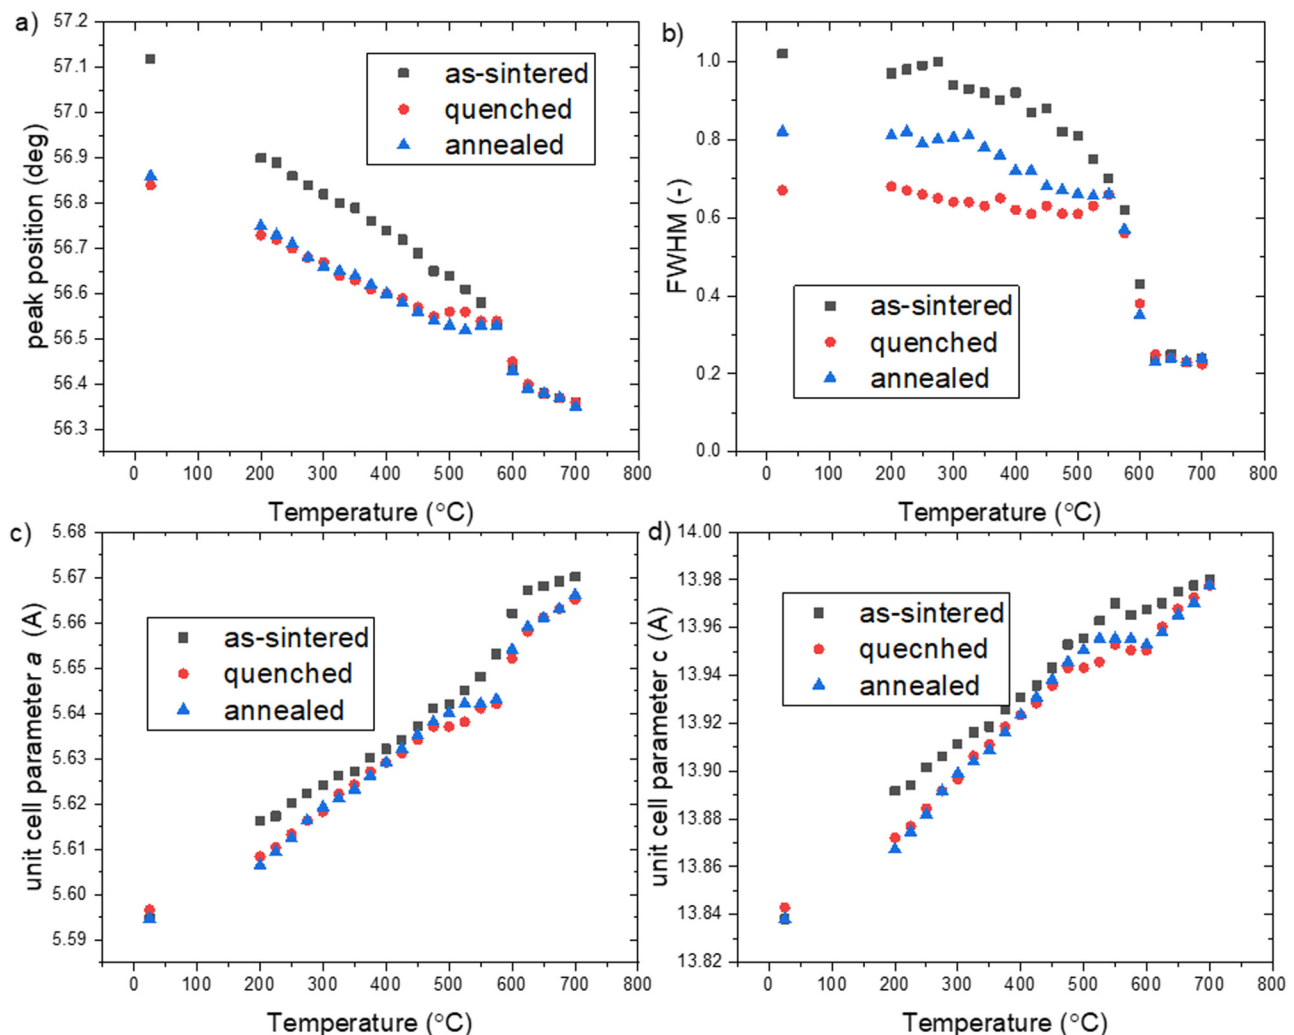 a)
57.2
57.1
57.0
56.9
56.8
56.7
56.6
56.5
56.4
56.3
peak position (deg)
as-sintered
quenched
annealed
0 100 200 300 400 500 600 700 800
Temperature (°C)
b)
1.0
0.8
0.6
0.4
0.2
0.0
FWHM (-)
as-sintered
quenched
annealed
0 100 200 300 400 500 600 700 800
Temperature (°C)
c)
5.68
5.67
5.66
5.65
5.64
5.63
5.62
5.61
5.60
5.59
unit cell parameter a (A)
as-sintered
quenched
annealed
0 100 200 300 400 500 600 700 800
Temperature (°C)
d)
14.00
13.98
13.96
13.94
13.92
13.90
13.88
13.86
13.84
13.82
unit cell parameter c (A)
as-sintered
quecnhed
annealed
0 100 200 300 400 500 600 700 800
Temperature (°C)